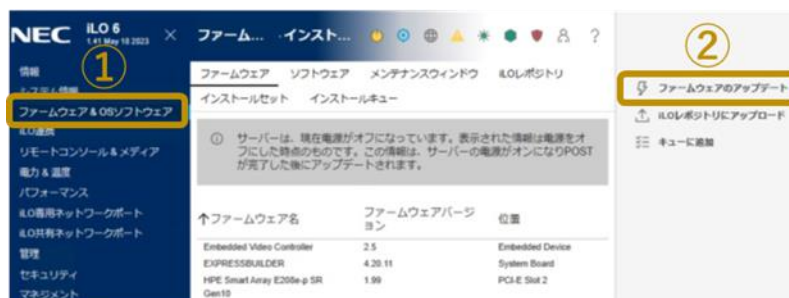 NEC iLO 6
1.41 May 18 2023
×
ファーム... ・インスト...
?
①
②
情報
システム情報
ファームウェア & OSソフトウェア
iLO連携
リモートコンソール & メディア
電力 & 温度
パフォーマンス
iLO専用ネットワークポート
iLO共有ネットワークポート
管理
セキュリティ
マネジメント
ファームウェア ソフトウェア メンテナンスウィンドウ iLOレポジトリ
インストールセット インストールキュー
サーバーは、現在電源がオフになっています。表示
された情報は電源をオ
フにした時点のものです。この情報は、サーバーの電源がオンになりPOST
が完了した後にアップデートされます。
↑ファームウェア名 ファームウェアバージ
ョン 位置
Embedded Video Controller 2.5 Embedded Device
EXPRESSBUILDER 4.20.11 System Board
HPE Smart Array E208e-p SR 1.99 PCI-E Slot 2
Gen10
ファームウェアのアップデート
iLOレポジトリにアップロード
キューに追加